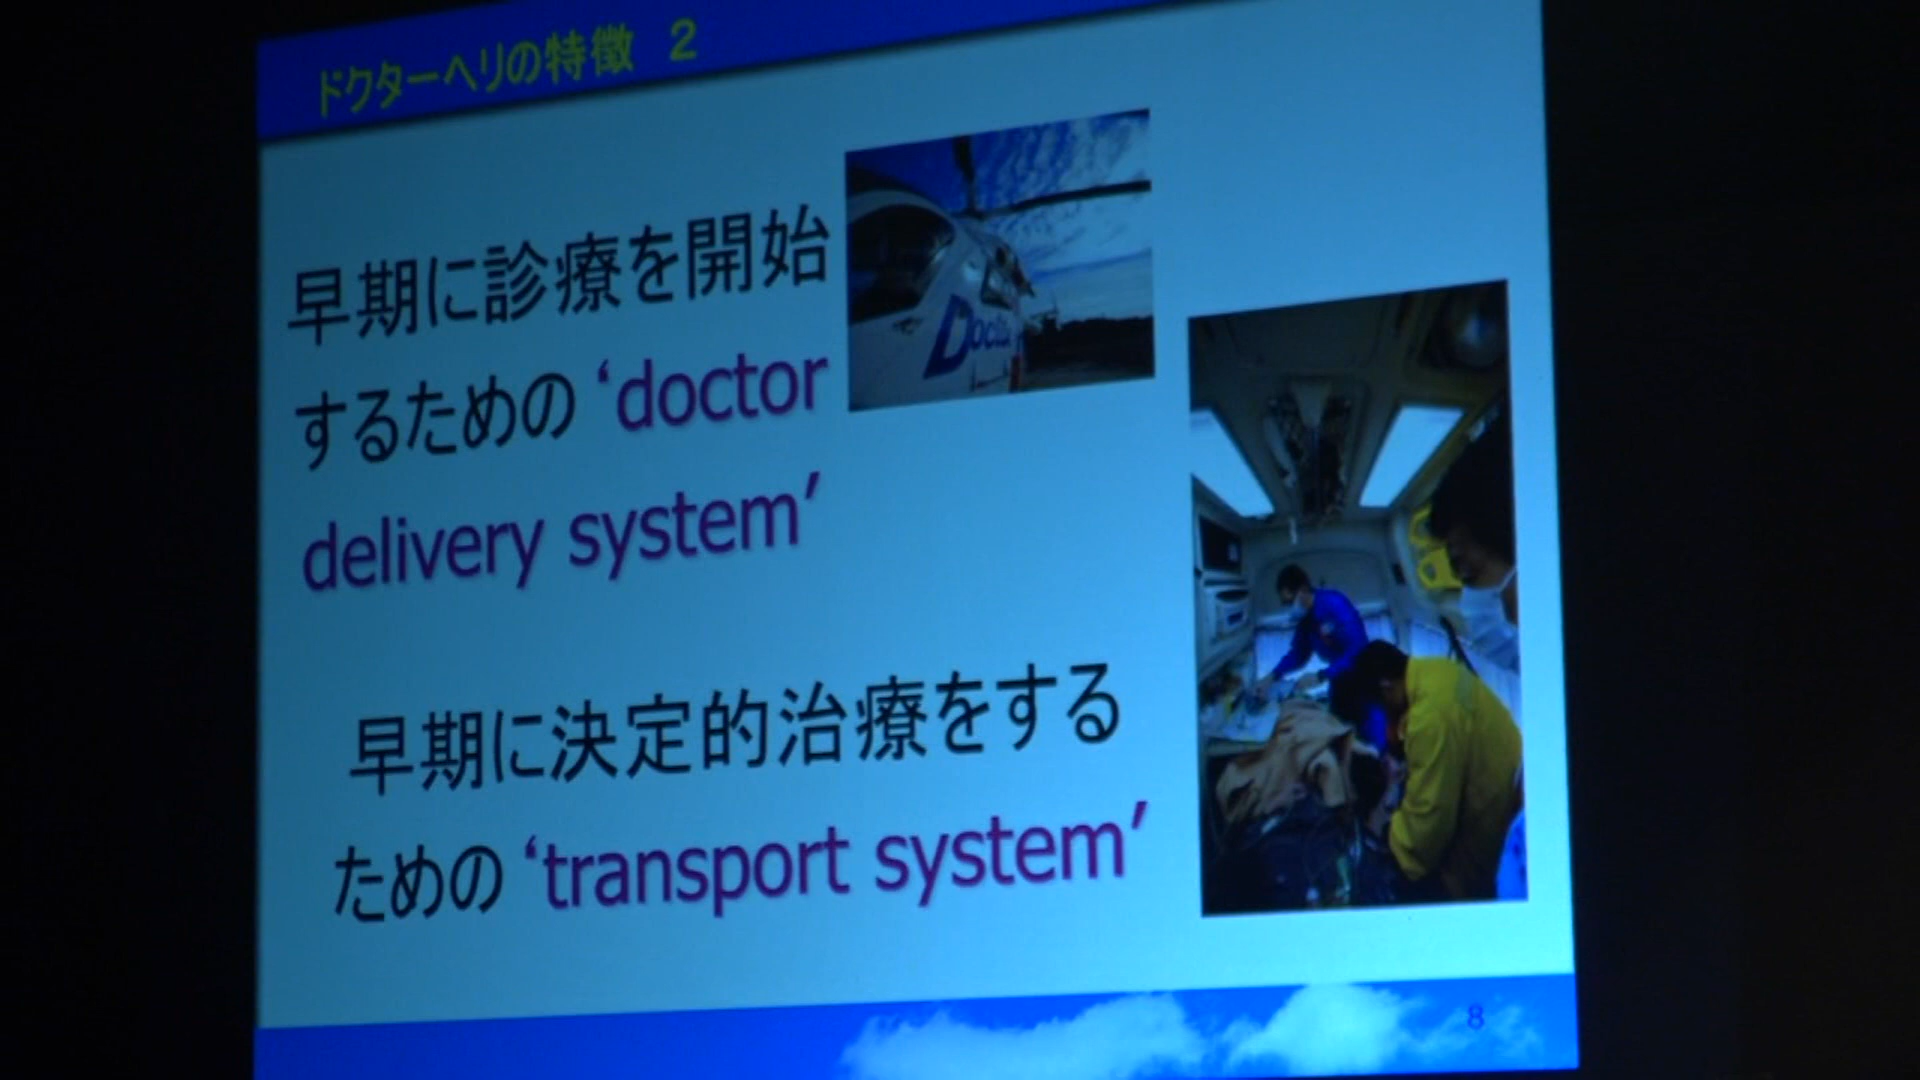 ドクターヘリの特徴 2
早期に診療を開始
するための ‘doctor
delivery system’
早期に決定的治療をする
ための ‘transport system’
Doctor
8